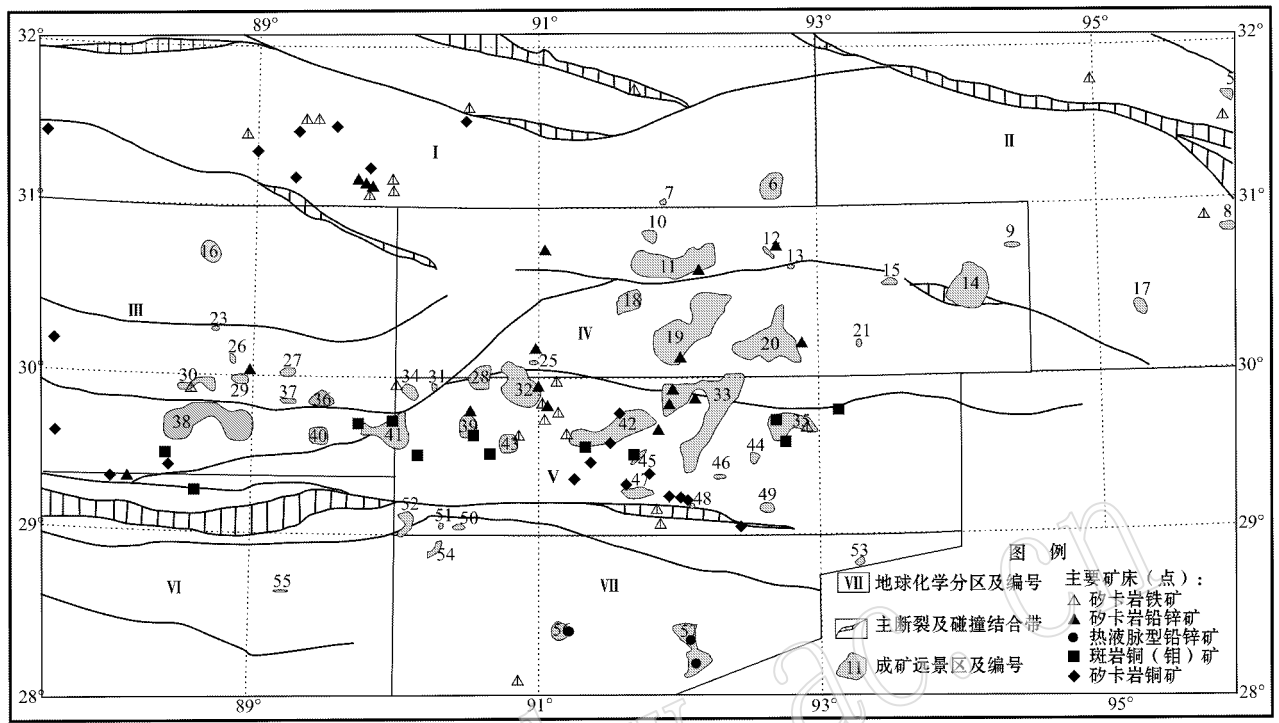 89° 91° 93° 95°
32° 32°
5
I II
6
31° 7 31°
8
10 9
12
16 11 13
15 14
18 17
III 23 IV 19 20 21
26 27 25
30° 30 34 31 28 30°
29 37 36 32 33
38 39 42 35
40 41 43 44
45 46
V 47
48 49
52 51 50
29° 29°
54 53
55
VI VII
28° 28°
89° 91° 93° 95°
图 例
VII 地球化学分区及编号
主断裂及碰撞结合带
11 成矿远景区及编号
主要矿床（点）：
矽卡岩铁矿
矽卡岩铅锌矿
热液脉型铅锌矿
斑岩铜（钼）矿
矽卡岩铜矿
ac.cn